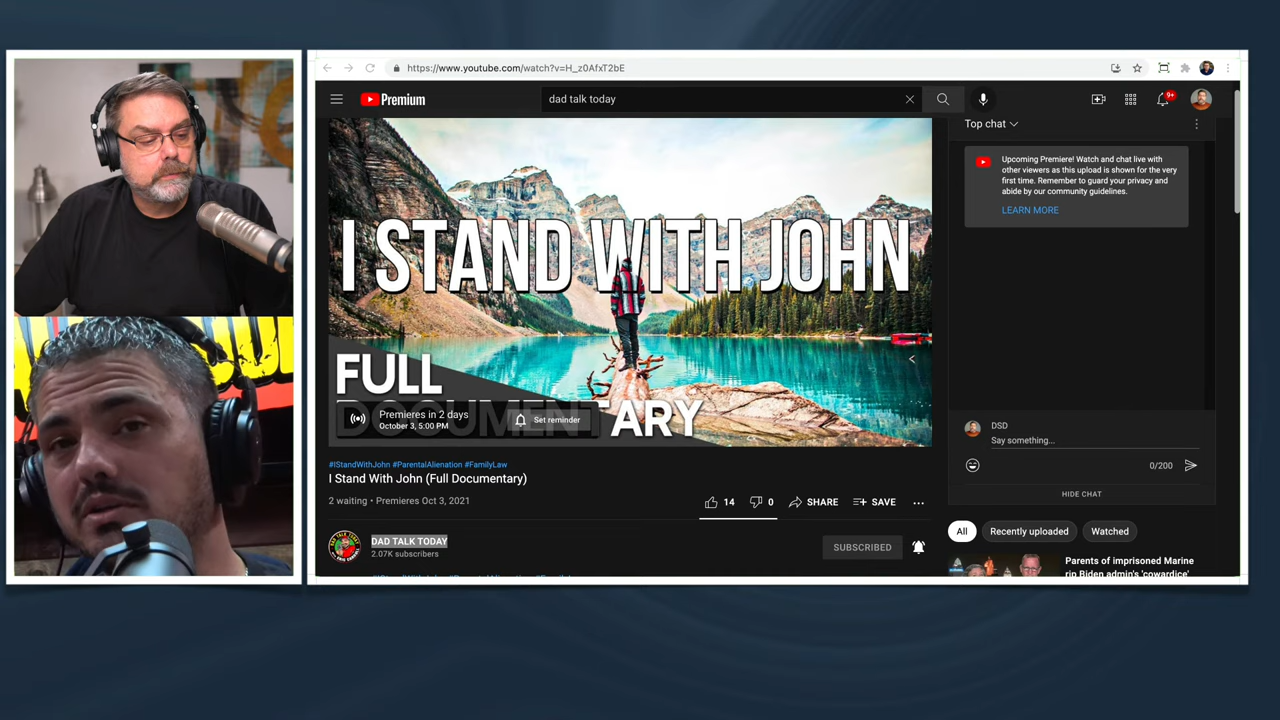 https://www.youtube.com/watch?v=H_z0AfxT2bE
Premium
dad talk today
9+
Top chat
Upcoming Premiere! Watch and chat live with
other viewers as this upload is shown for the very
first time. Remember to guard your privacy and
abide by our community guidelines.
LEARN MORE
I STAND WITH JOHN
FULL
DOCUMENTARY
Premieres in 2 days
October 3, 5:00 PM
Set reminder
DSD
Say something...
0/200
HIDE CHAT
#IStandWithJohn #ParentalAlienation #FamilyLaw
I Stand With John (Full Documentary)
2 waiting • Premieres Oct 3, 2021
14
0
SHARE
SAVE
DAD TALK TODAY
2.07K subscribers
SUBSCRIBED
All
Recently uploaded
Watched
Parents of imprisoned Marine
rip Biden admin's 'cowardice'